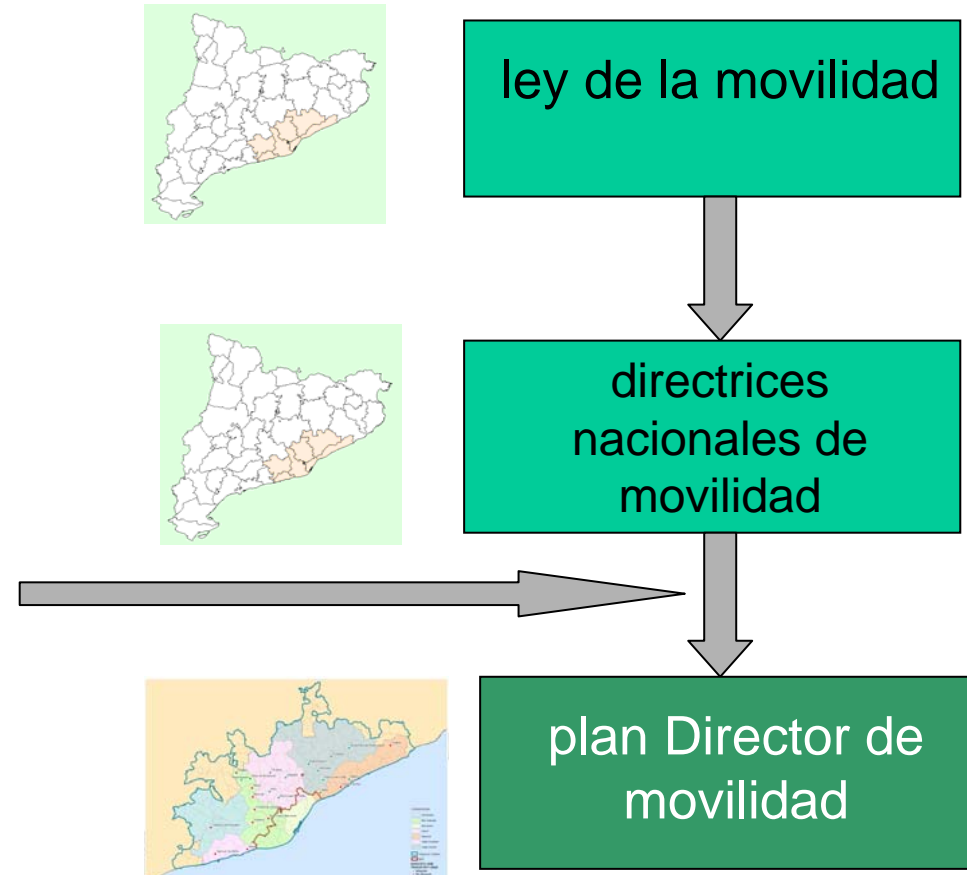 ley de la movilidad
directrices
nacionales de
movilidad
plan Director de
movilidad